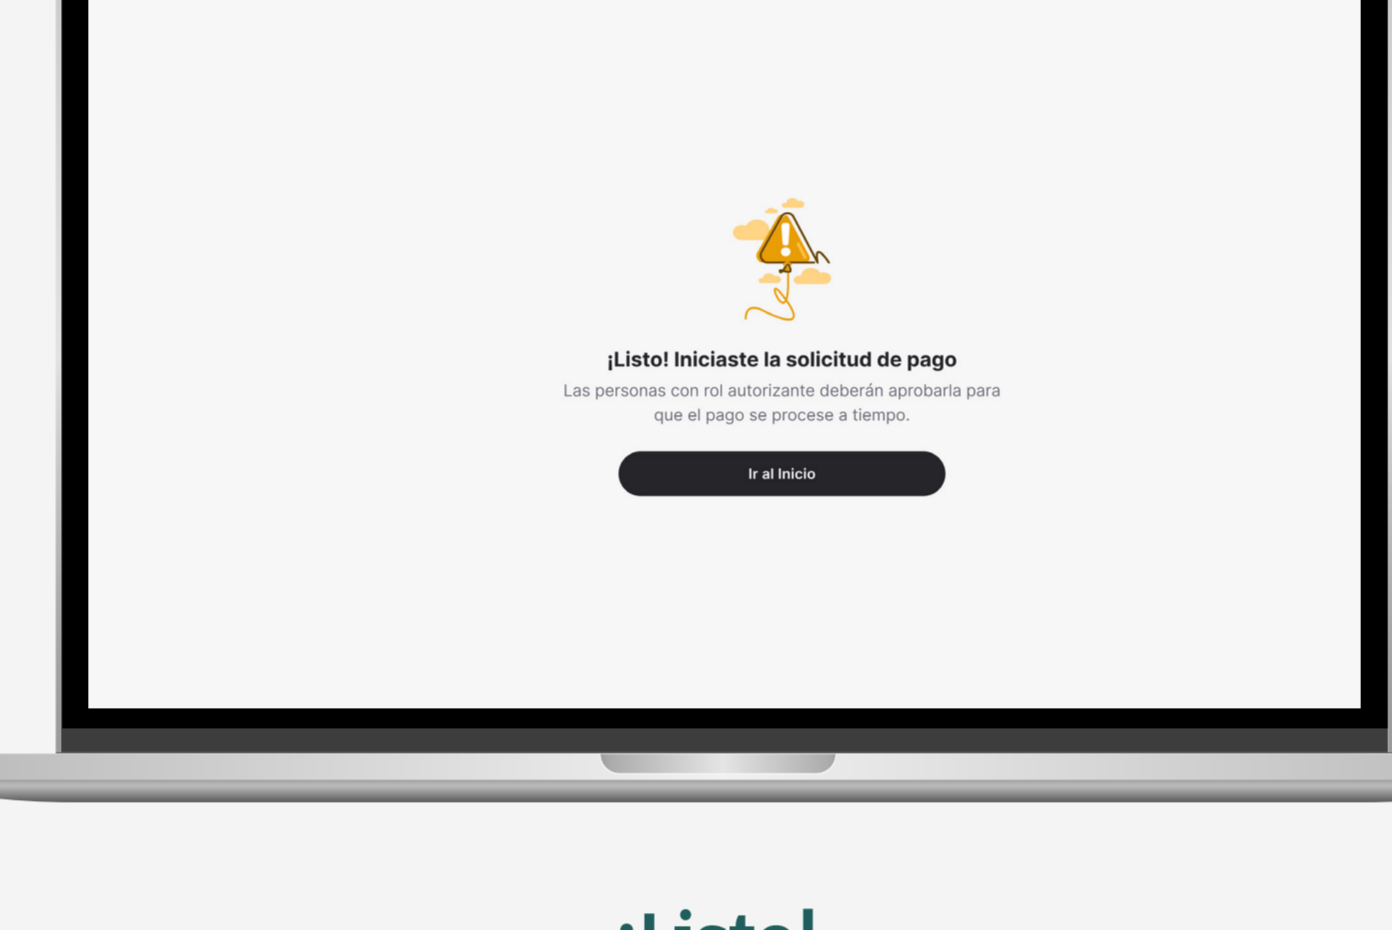 ¡Listo! Iniciaste la solicitud de pago
Las personas con rol autorizante deberán aprobarla para
que el pago se procese a tiempo.
Ir al Inicio
¡Listo!